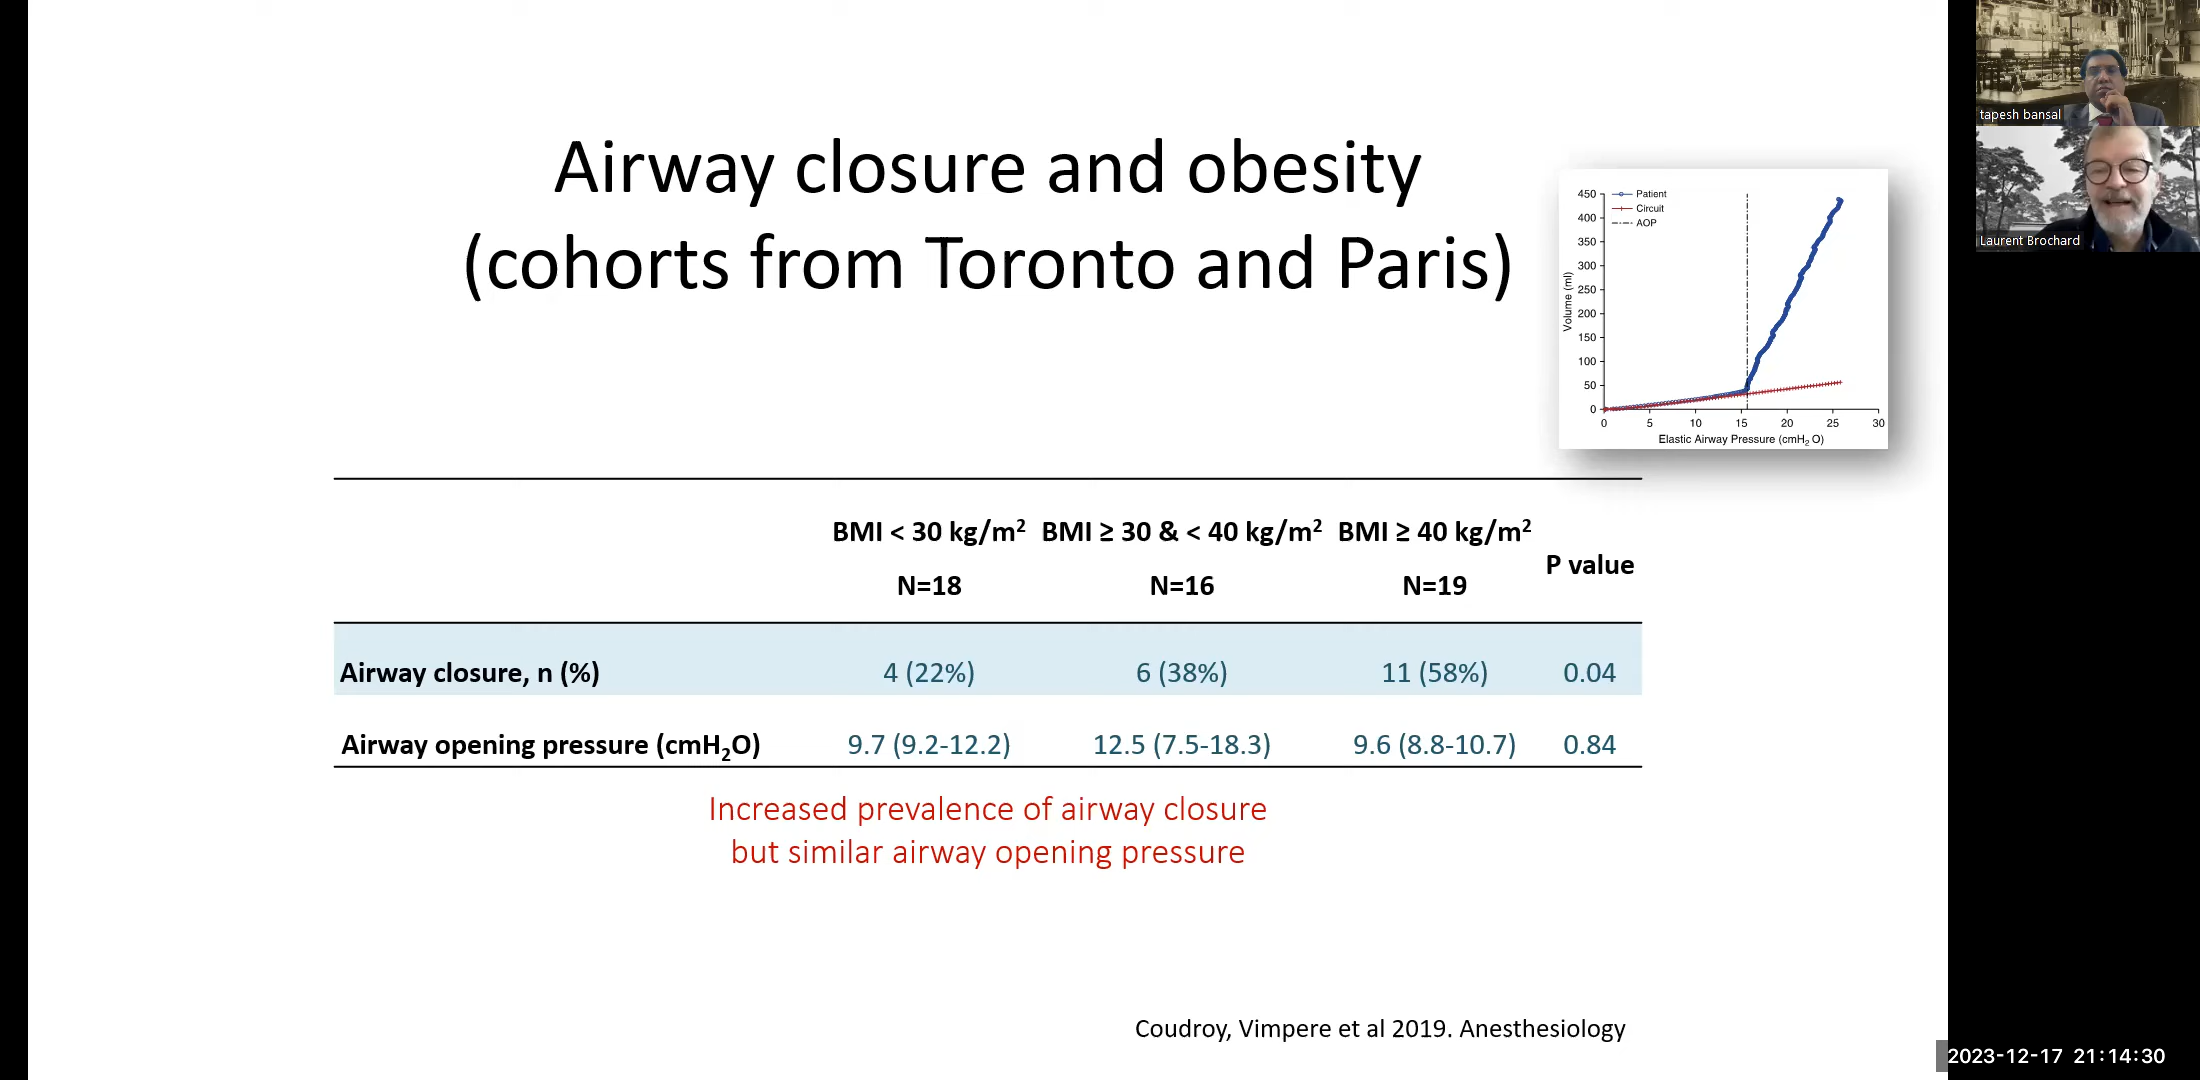 Airway closure and obesity
(cohorts from Toronto and Paris)
450
400
350
300
250
200
150
100
50
0
Volume (ml)
Patient
Circuit
AOP
0 5 10 15 20 25 30
Elastic Airway Pressure (cmH₂O)
BMI < 30 kg/m² BMI ≥ 30 & < 40 kg/m² BMI ≥ 40 kg/m²
P value
N=18 N=16 N=19
Airway closure, n (%) 4 (22%) 6 (38%) 11 (58%) 0.04
Airway opening pressure (cmH₂O) 9.7 (9.2-12.2) 12.5 (7.5-18.3) 9.6 (8.8-10.7) 0.84
Increased prevalence of airway closure
but similar airway opening pressure
Coudroy, Vimpere et al 2019. Anesthesiology
tapesh bansal
Laurent Brochard
2023-12-17 21:14:30